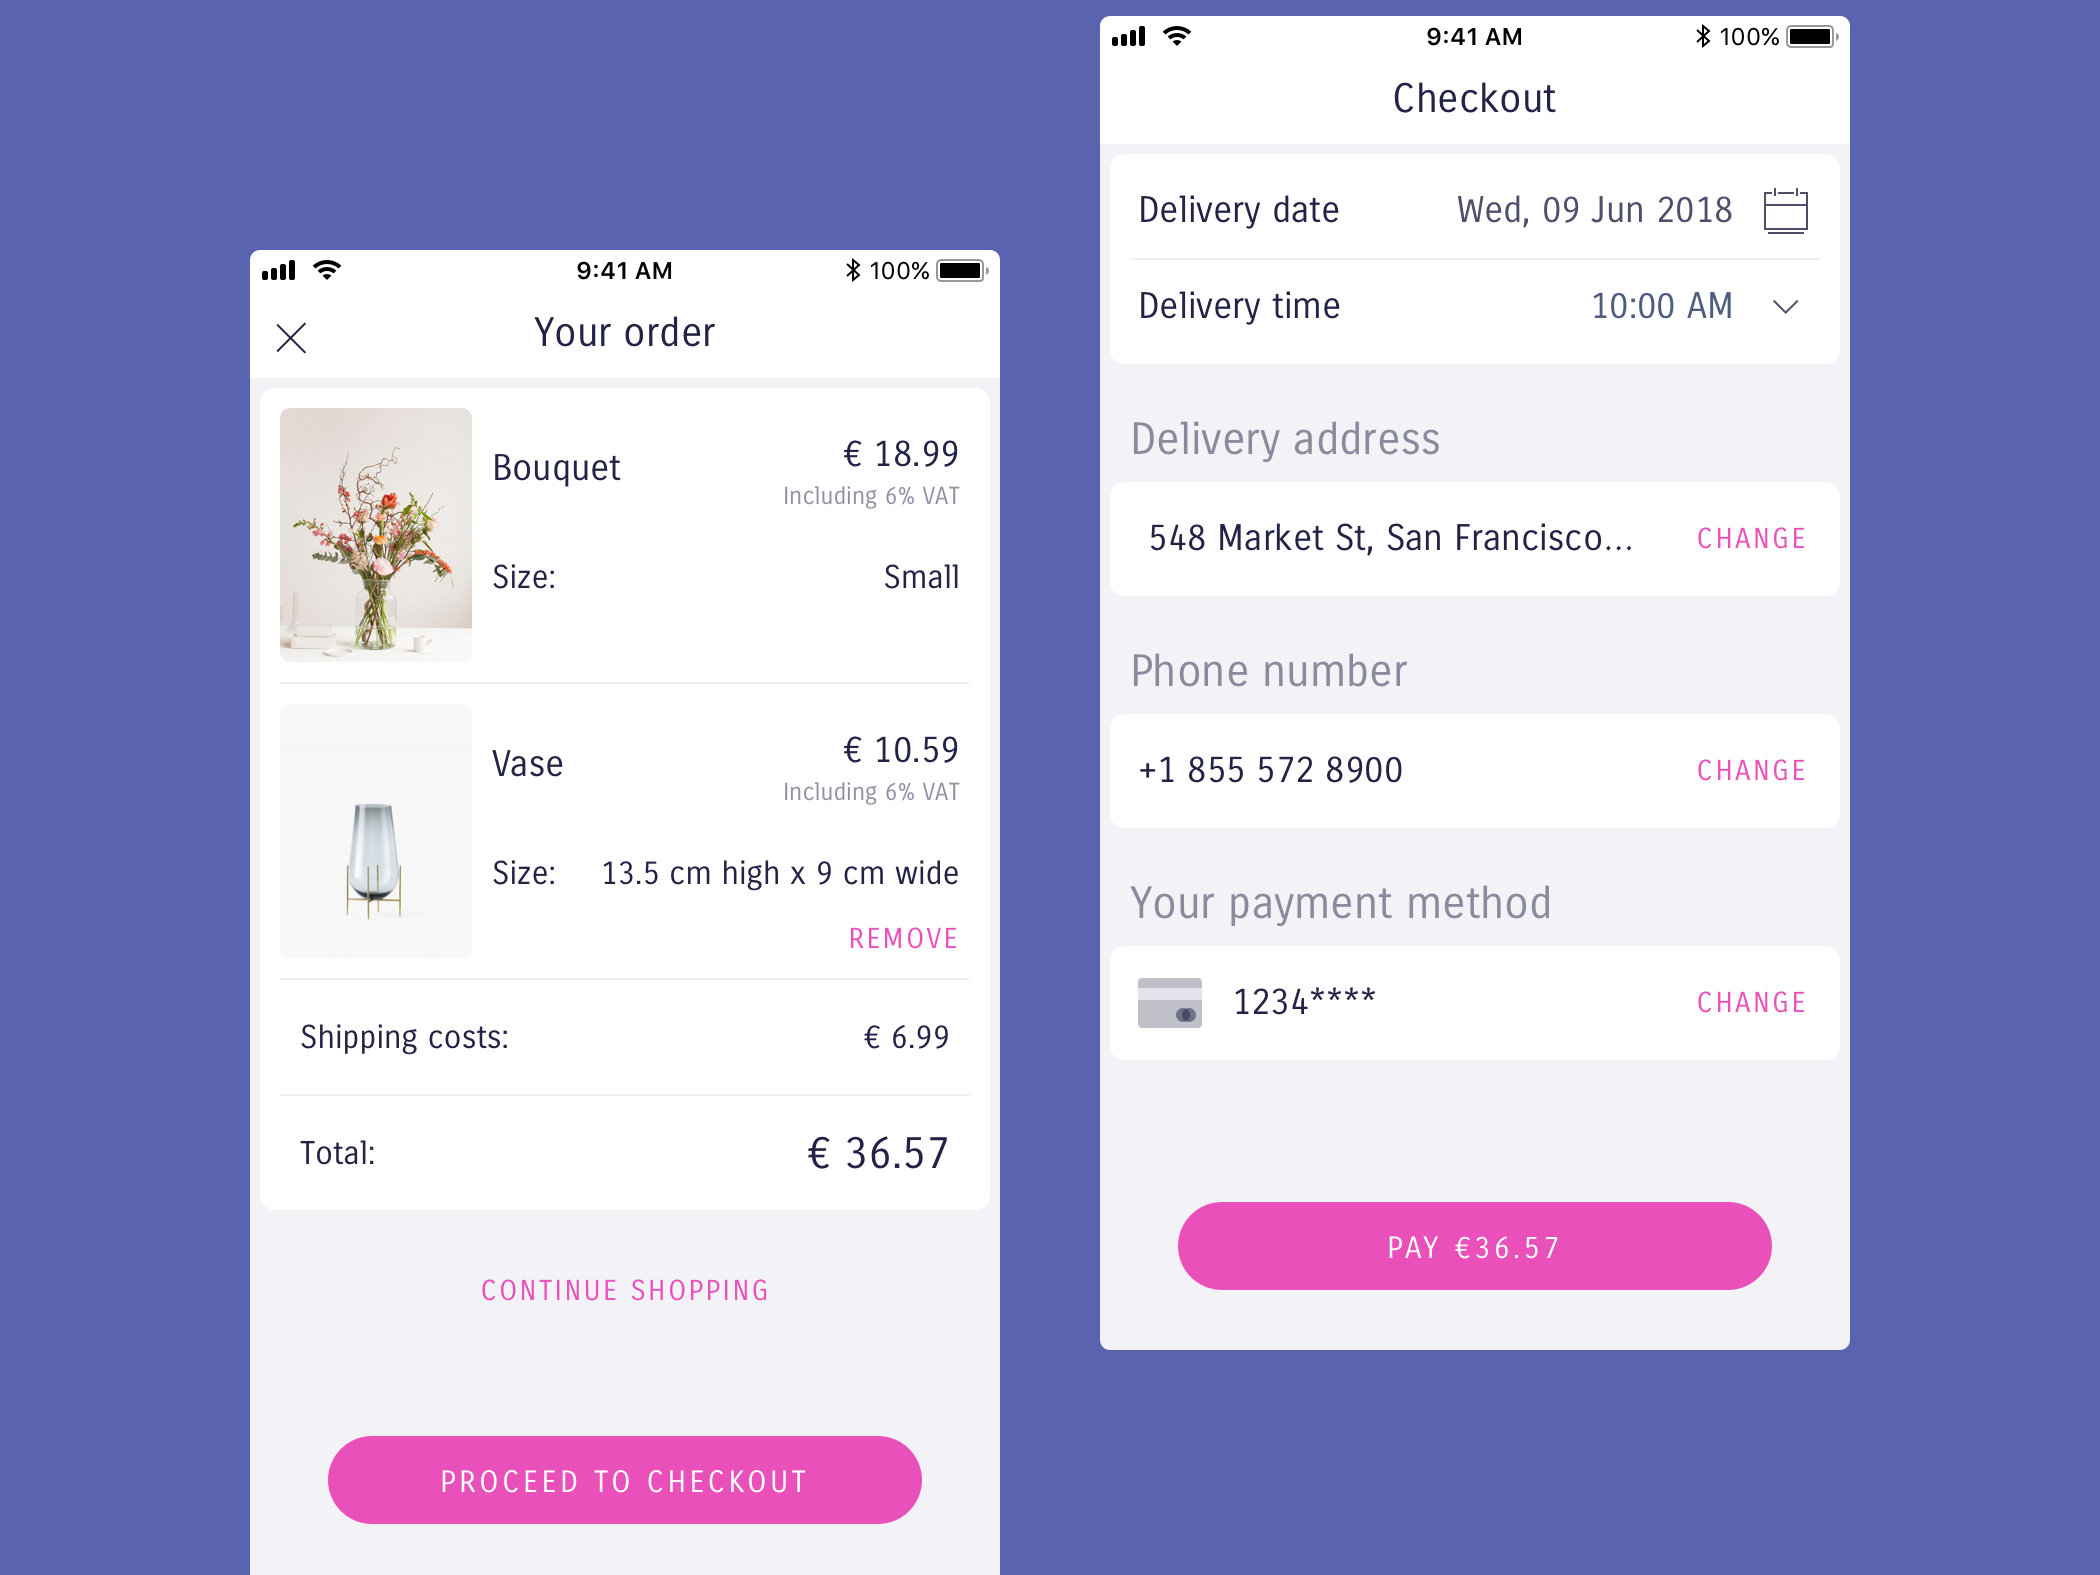 9:41 AM
100%
Your order
Bouquet
€ 18.99
Including 6% VAT
Size:
Small
Vase
€ 10.59
Including 6% VAT
Size:
13.5 cm high x 9 cm wide
REMOVE
Shipping costs:
€ 6.99
Total:
€ 36.57
CONTINUE SHOPPING
PROCEED TO CHECKOUT
9:41 AM
100%
Checkout
Delivery date
Wed, 09 Jun 2018
Delivery time
10:00 AM
Delivery address
548 Market St, San Francisco...
CHANGE
Phone number
+1 855 572 8900
CHANGE
Your payment method
1234****
CHANGE
PAY €36.57